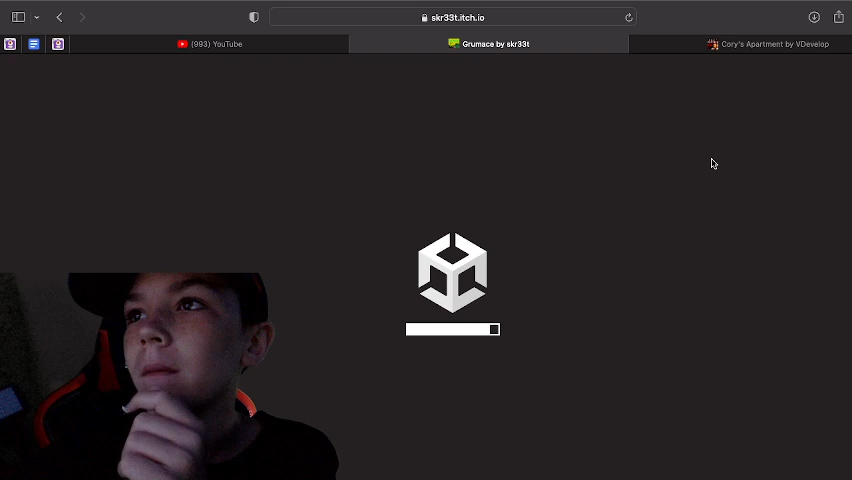 skr33t.itch.io
(993) YouTube
Grumace by skr33t
Cory's Apartment by VDevelop